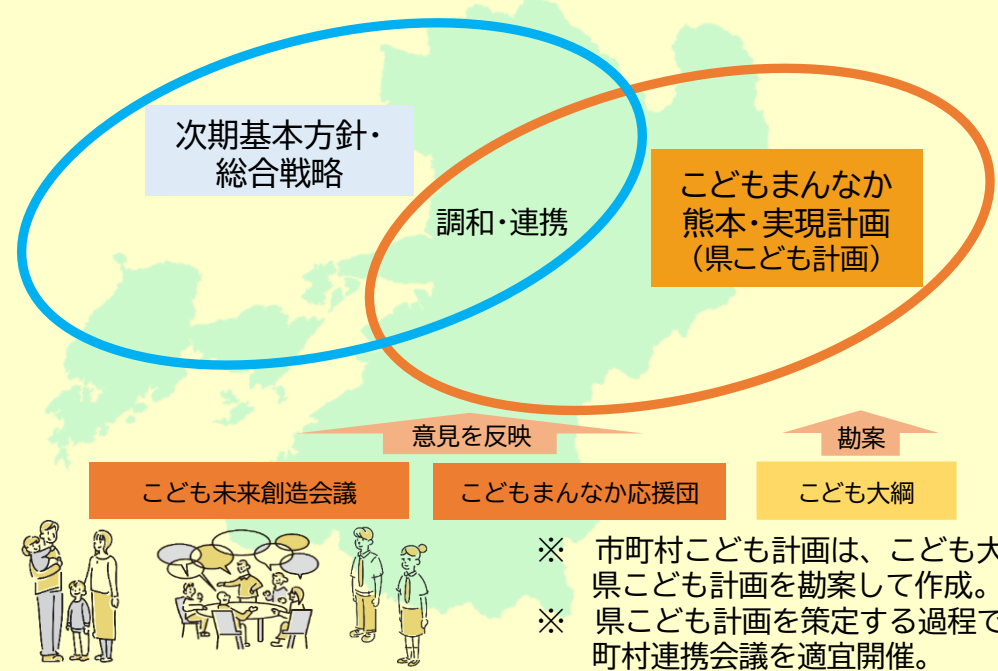 次期基本方針・
総合戦略
調和・連携
こどもまんなか
熊本・実現計画
（県こども計画）
意見を反映
勘案
こども未来創造会議
こどもまんなか応援団
こども大綱
※　市町村こども計画は、こども大
県こども計画を勘案して作成。
※　県こども計画を策定する過程で
町村連携会議を適宜開催。